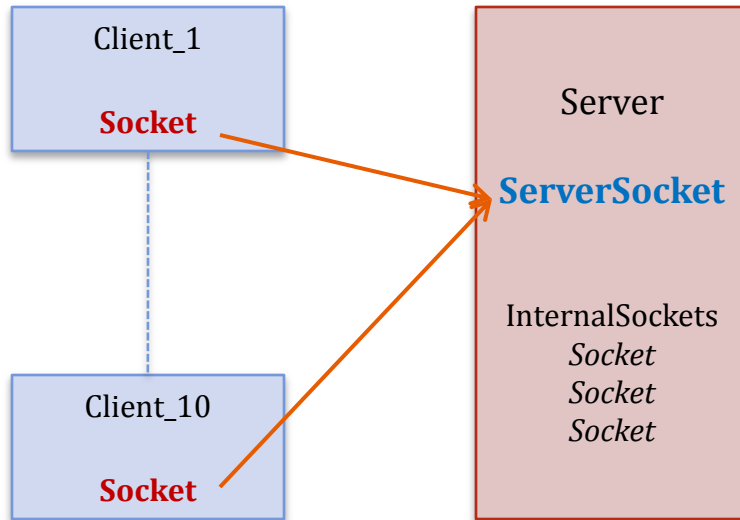 Client_1
Socket
Client_10
Socket
Server
ServerSocket
InternalSockets
Socket
Socket
Socket